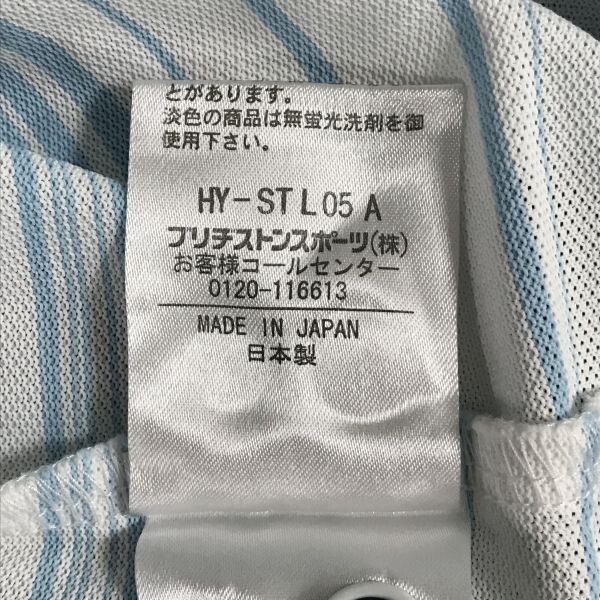 とがあります。
淡色の商品は無蛍光洗剤を御
使用下さい。
HY-STL05 A
ブリヂストンスポーツ(株)
お客様コールセンター
0120-116613
MADE IN JAPAN
日本製